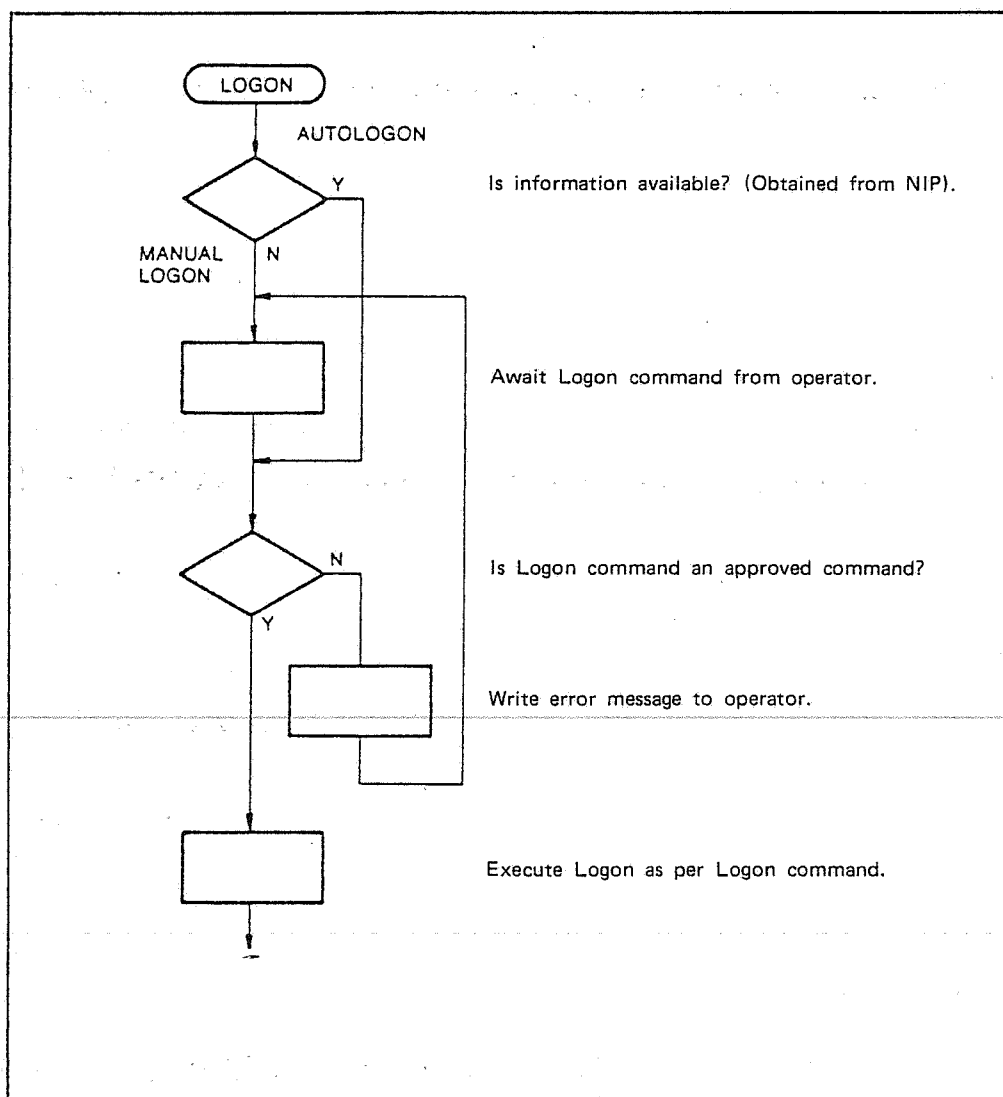 LOGON
AUTOLOGON
Y
Is information available? (Obtained from NIP).
MANUAL
LOGON
N
Await Logon command from operator.
N
Is Logon command an approved command?
Y
Write error message to operator.
Execute Logon as per Logon command.